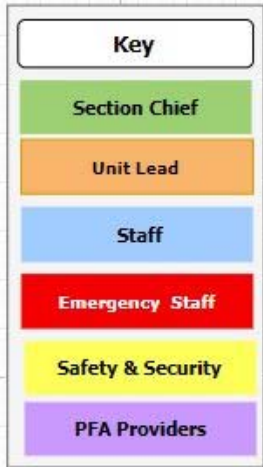 Key
Section Chief
Unit Lead
Staff
Emergency Staff
Safety & Security
PFA Providers